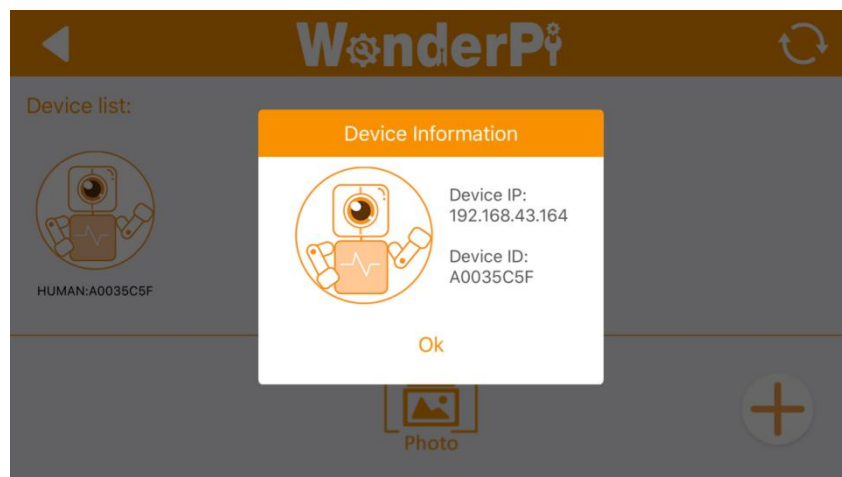 WonderPi
Device list:
Device Information
Device IP:
192.168.43.164
Device ID:
A0035C5F
HUMAN:A0035C5F
Ok
Photo